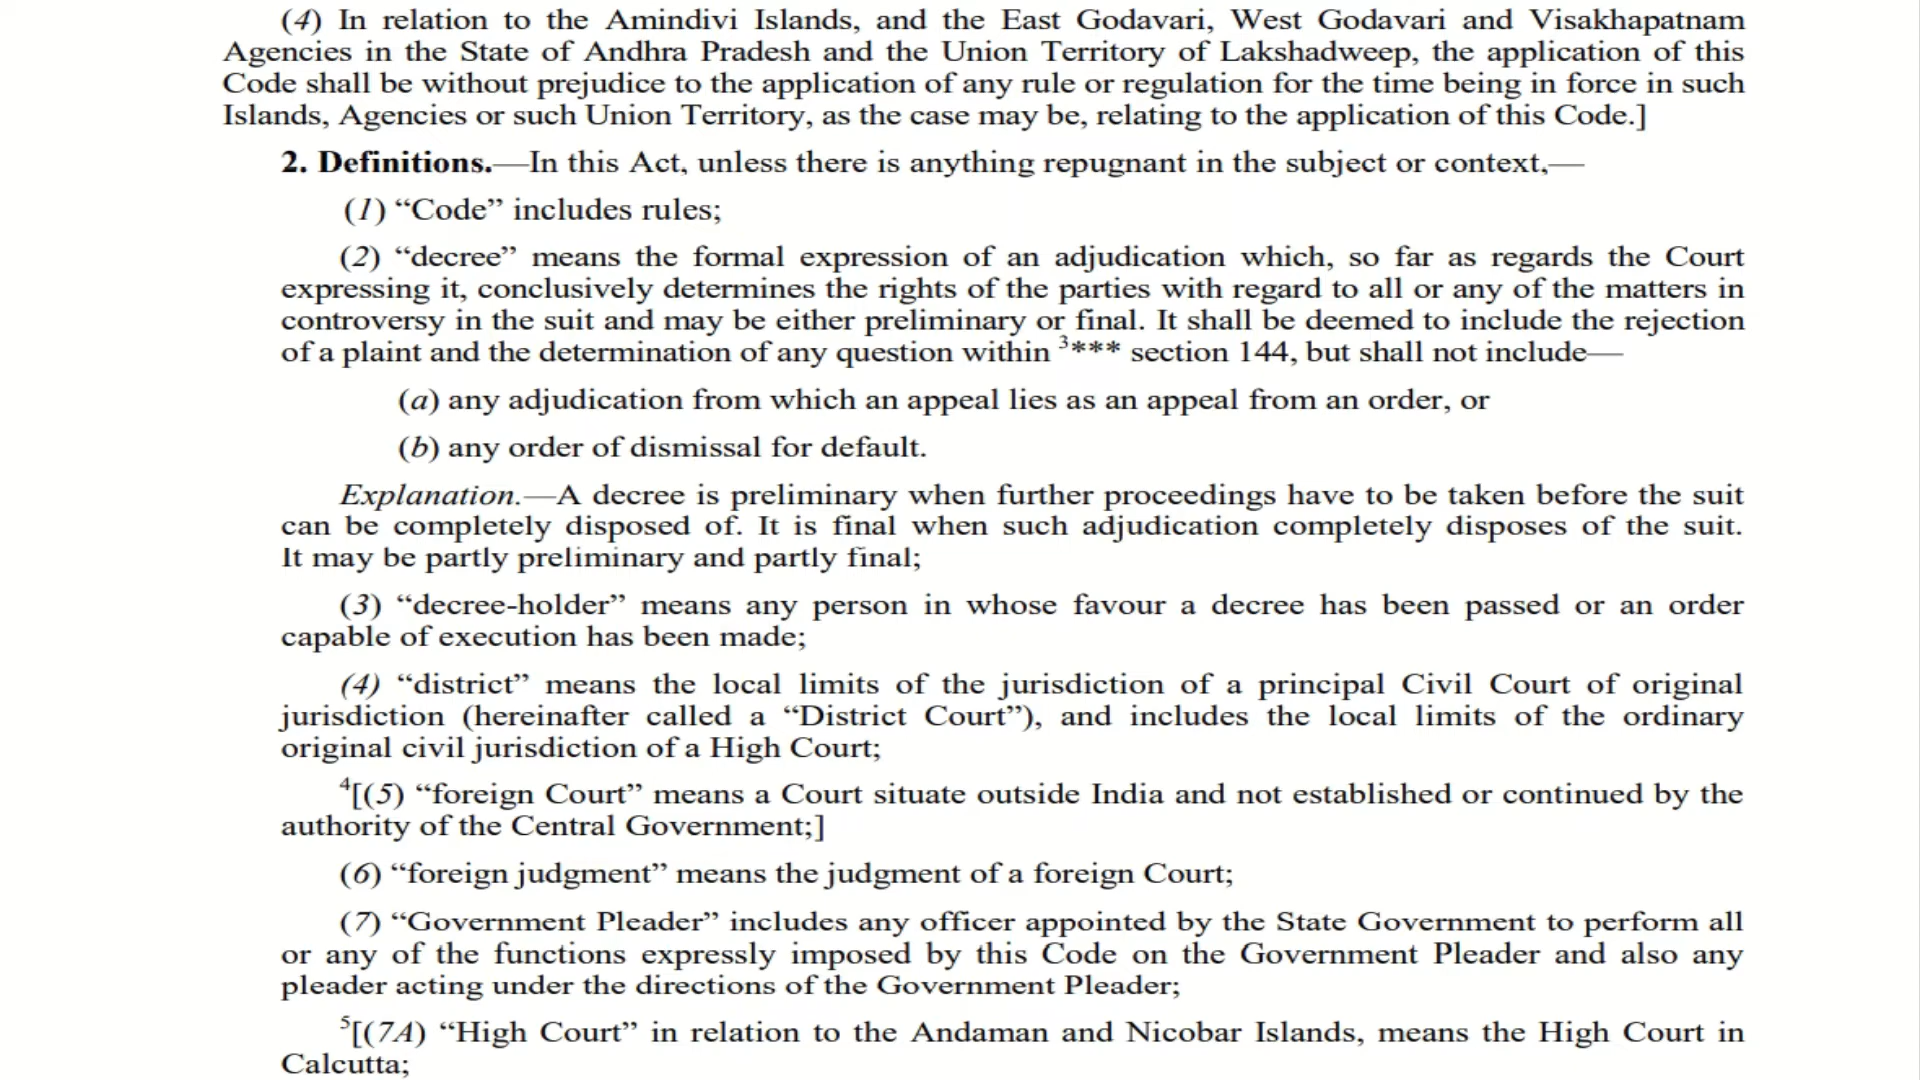 (4) In relation to the Amindivi Islands, and the East Godavari, West Godavari and Visakhapatnam
Agencies in the State of Andhra Pradesh and the Union Territory of Lakshadweep, the application of this
Code shall be without prejudice to the application of any rule or regulation for the time being in force in such
Islands, Agencies or such Union Territory, as the case may be, relating to the application of this Code.]
2. Definitions.—In this Act, unless there is anything repugnant in the subject or context,—
(1) “Code” includes rules;
(2) “decree” means the formal expression of an adjudication which, so far as regards the Court
expressing it, conclusively determines the rights of the parties with regard to all or any of the matters in
controversy in the suit and may be either preliminary or final. It shall be deemed to include the rejection
of a plaint and the determination of any question within ³*** section 144, but shall not include—
(a) any adjudication from which an appeal lies as an appeal from an order, or
(b) any order of dismissal for default.
Explanation.—A decree is preliminary when further proceedings have to be taken before the suit
can be completely disposed of. It is final when such adjudication completely disposes of the suit.
It may be partly preliminary and partly final;
(3) “decree-holder” means any person in whose favour a decree has been passed or an order
capable of execution has been made;
(4) “district” means the local limits of the jurisdiction of a principal Civil Court of original
jurisdiction (hereinafter called a “District Court”), and includes the local limits of the ordinary
original civil jurisdiction of a High Court;
⁴[(5) “foreign Court” means a Court situate outside India and not established or continued by the
authority of the Central Government;]
(6) “foreign judgment” means the judgment of a foreign Court;
(7) “Government Pleader” includes any officer appointed by the State Government to perform all
or any of the functions expressly imposed by this Code on the Government Pleader and also any
pleader acting under the directions of the Government Pleader;
⁵[(7A) “High Court” in relation to the Andaman and Nicobar Islands, means the High Court in
Calcutta;